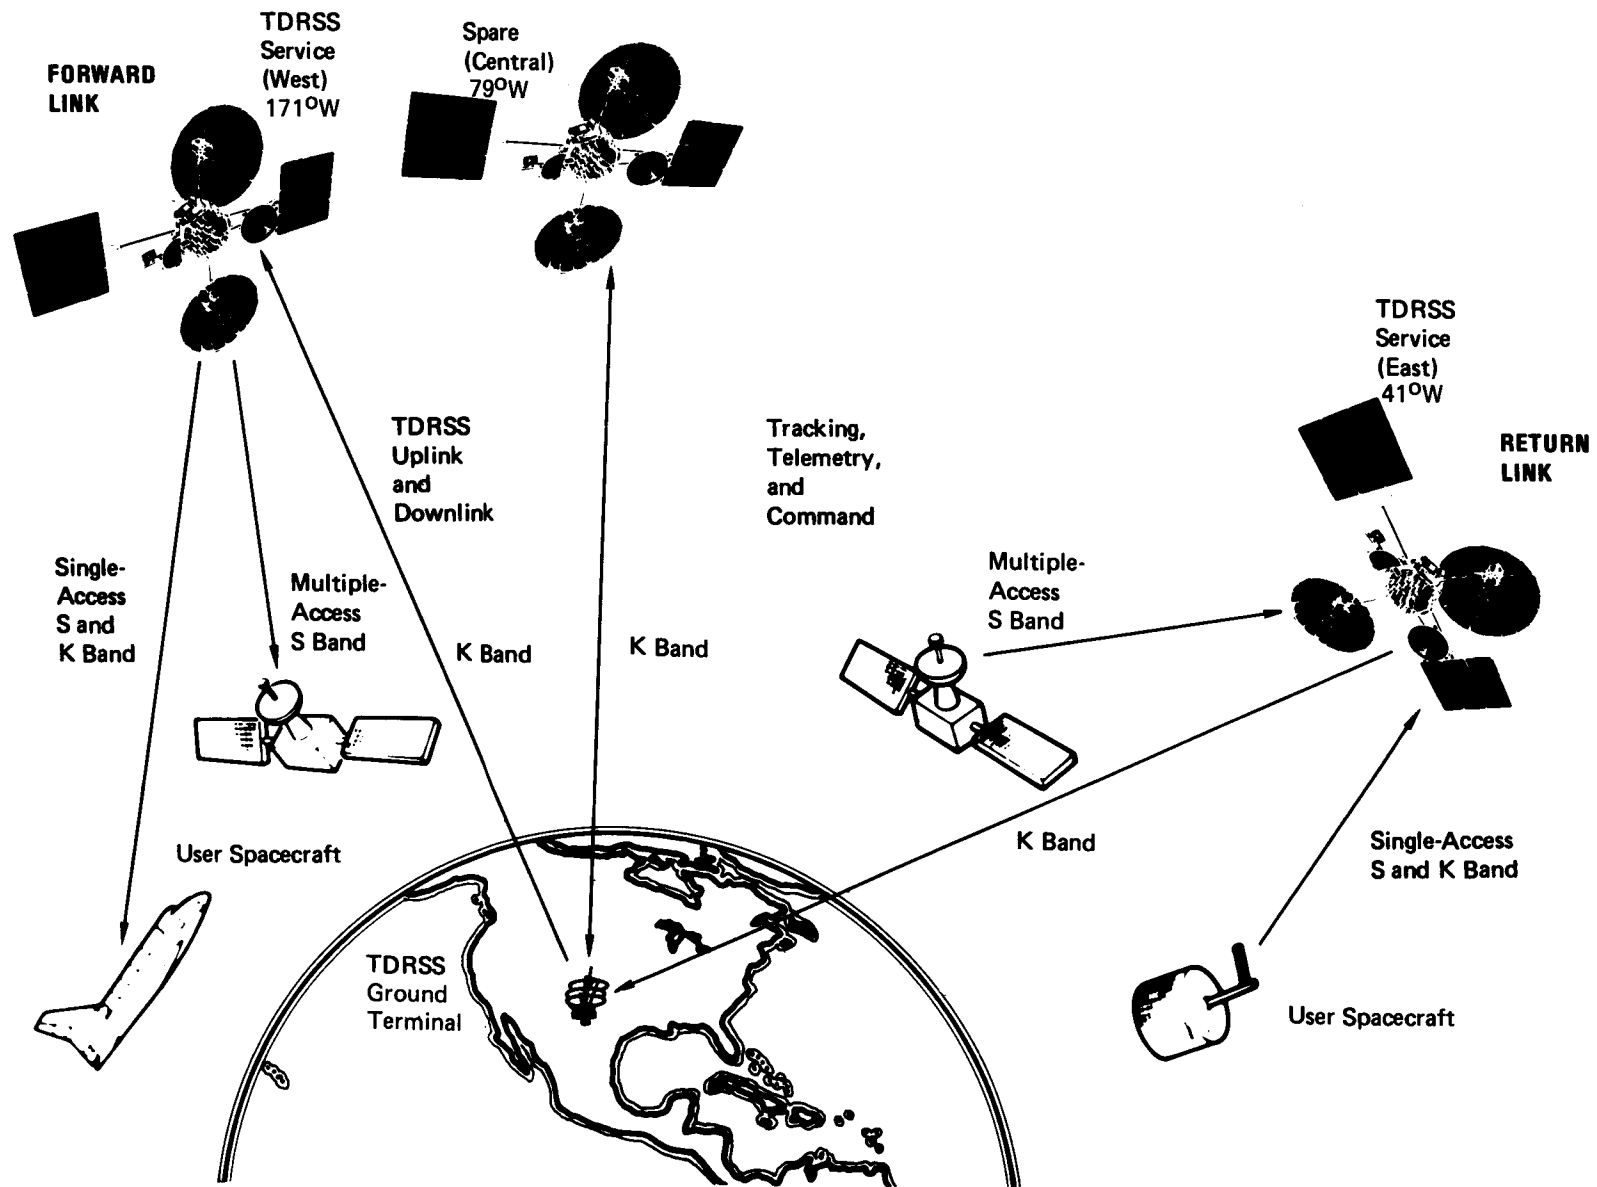 FORWARD
LINK
TDRSS
Service
(West)
171°W
Spare
(Central)
79°W
TDRSS
Service
(East)
41°W
RETURN
LINK
TDRSS
Uplink
and
Downlink
Tracking,
Telemetry,
and
Command
Single-
Access
S and
K Band
Multiple-
Access
S Band
K Band
K Band
Multiple-
Access
S Band
K Band
Single-Access
S and K Band
User Spacecraft
TDRSS
Ground
Terminal
User Spacecraft